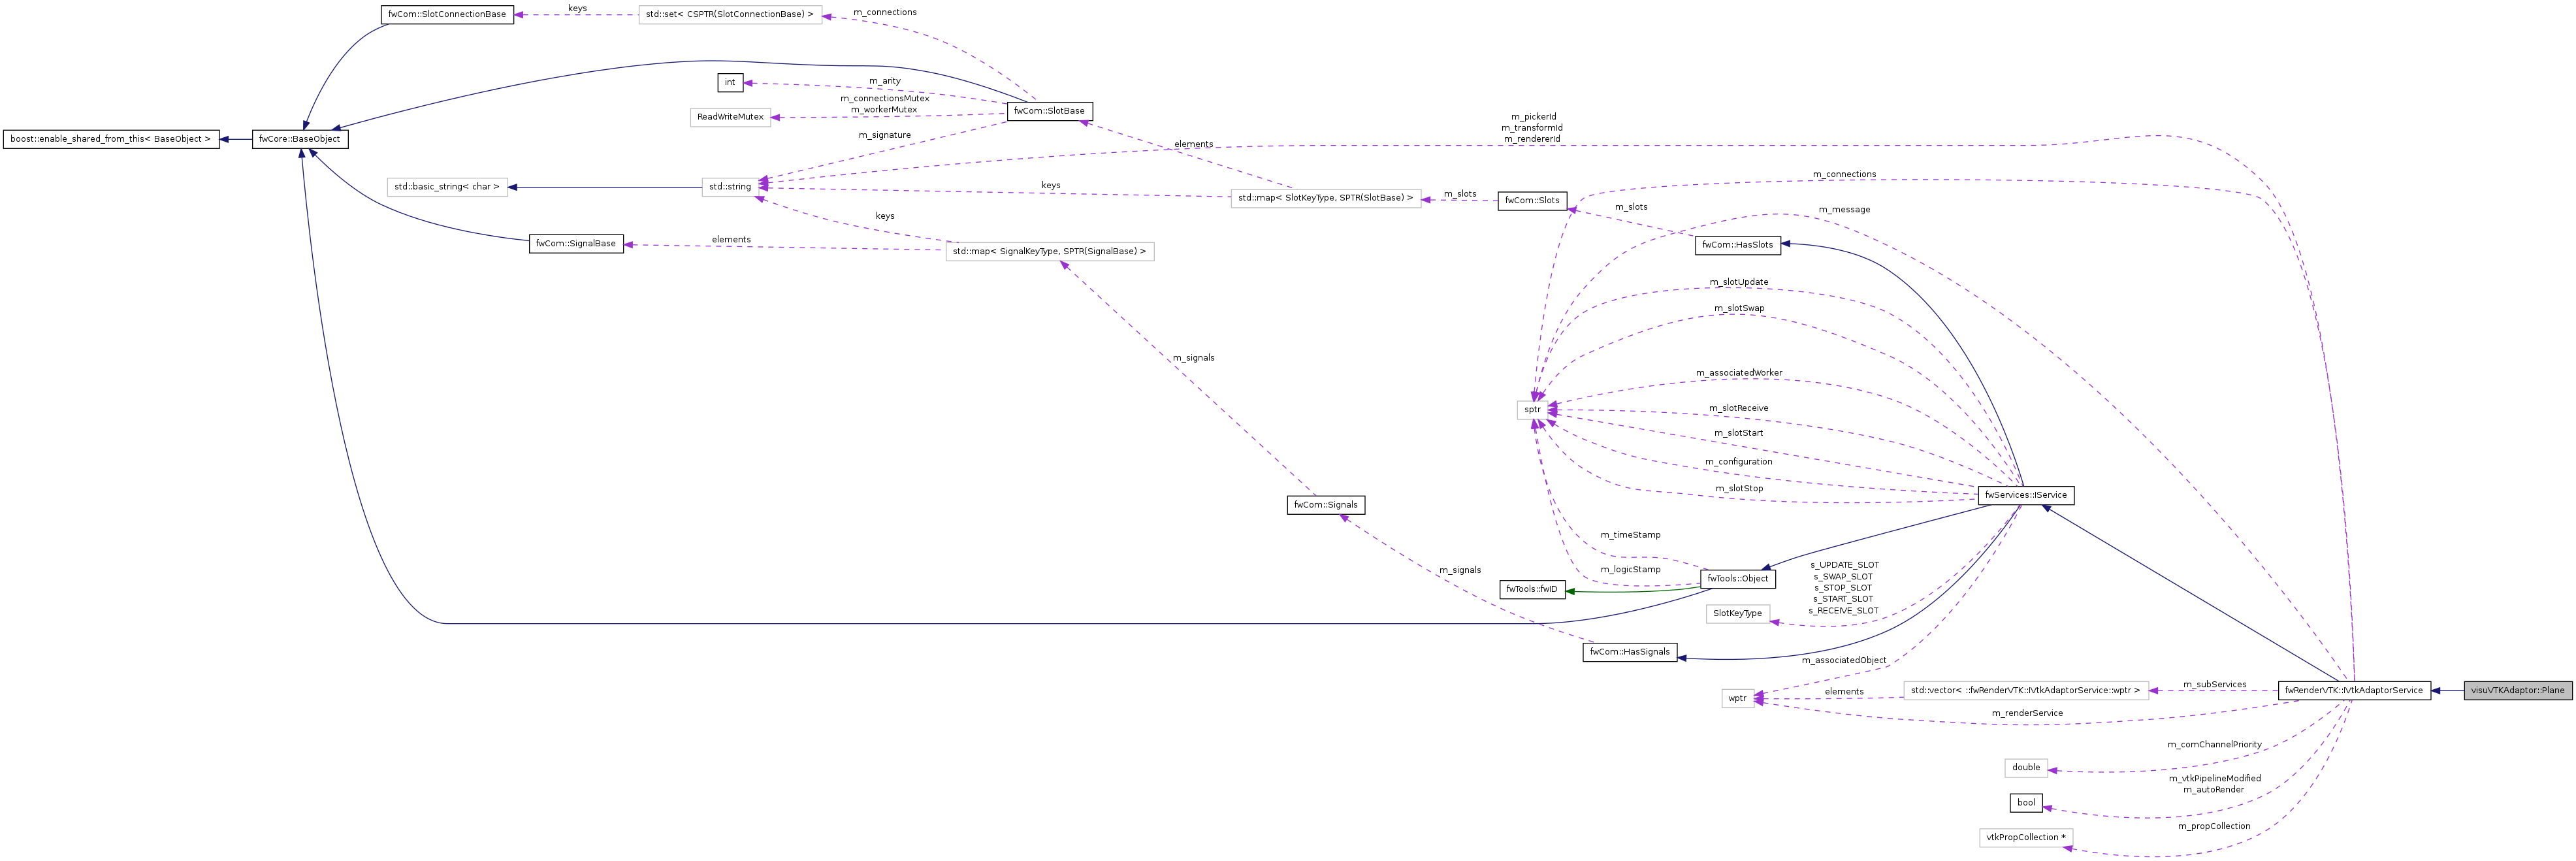 fwCom::SlotConnectionBase
keys
std::set< CSPTR(SlotConnectionBase) >
m_connections
int
m_arity
m_connectionsMutex
m_workerMutex
ReadWriteMutex
fwCom::SlotBase
boost::enable_shared_from_this< BaseObject >
fwCore::BaseObject
m_signature
elements
m_pickerId
m_transformId
m_rendererId
std::basic_string< char >
std::string
keys
std::map< SlotKeyType, SPTR(SlotBase) >
m_slots
fwCom::Slots
m_connections
m_slots
m_message
keys
fwCom::SignalBase
elements
std::map< SignalKeyType, SPTR(SignalBase) >
fwCom::HasSlots
m_slotUpdate
m_slotSwap
m_signals
m_associatedWorker
sptr
m_slotReceive
m_slotStart
m_configuration
m_slotStop
fwServices::IService
fwCom::Signals
m_timeStamp
m_signals
m_logicStamp
fwTools::Object
fwTools::fwID
s_UPDATE_SLOT
s_SWAP_SLOT
s_STOP_SLOT
s_START_SLOT
s_RECEIVE_SLOT
SlotKeyType
fwCom::HasSignals
m_associatedObject
wptr
elements
std::vector< ::fwRenderVTK::IVtkAdaptorService::wptr >
m_subServices
fwRenderVTK::IVtkAdaptorService
visuVTKAdaptor::Plane
m_renderService
m_comChannelPriority
double
m_vtkPipelineModified
m_autoRender
bool
m_propCollection
vtkPropCollection *